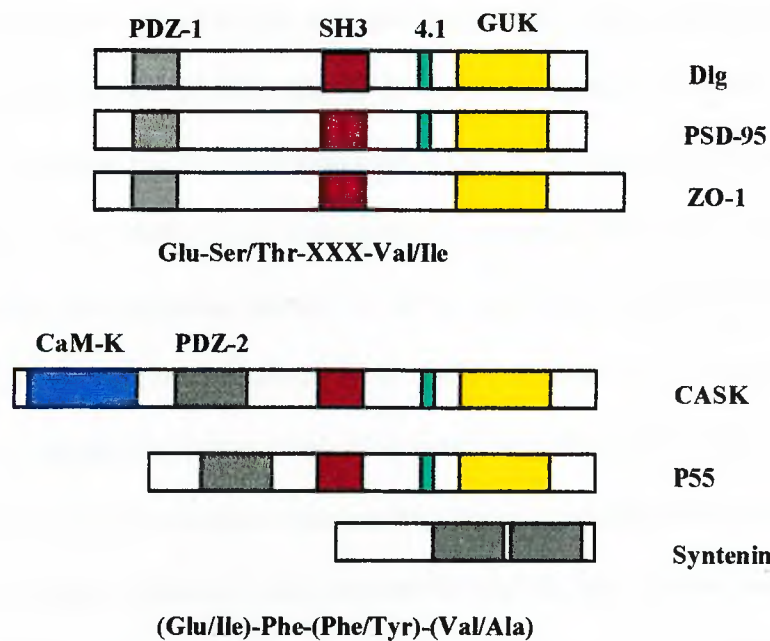 PDZ-1 SH3 4.1 GUK
Dlg
PSD-95
ZO-1
Glu-Ser/Thr-XXX-Val/Ile
CaM-K PDZ-2
CASK
P55
Syntenin
(Glu/Ile)-Phe-(Phe/Tyr)-(Val/Ala)